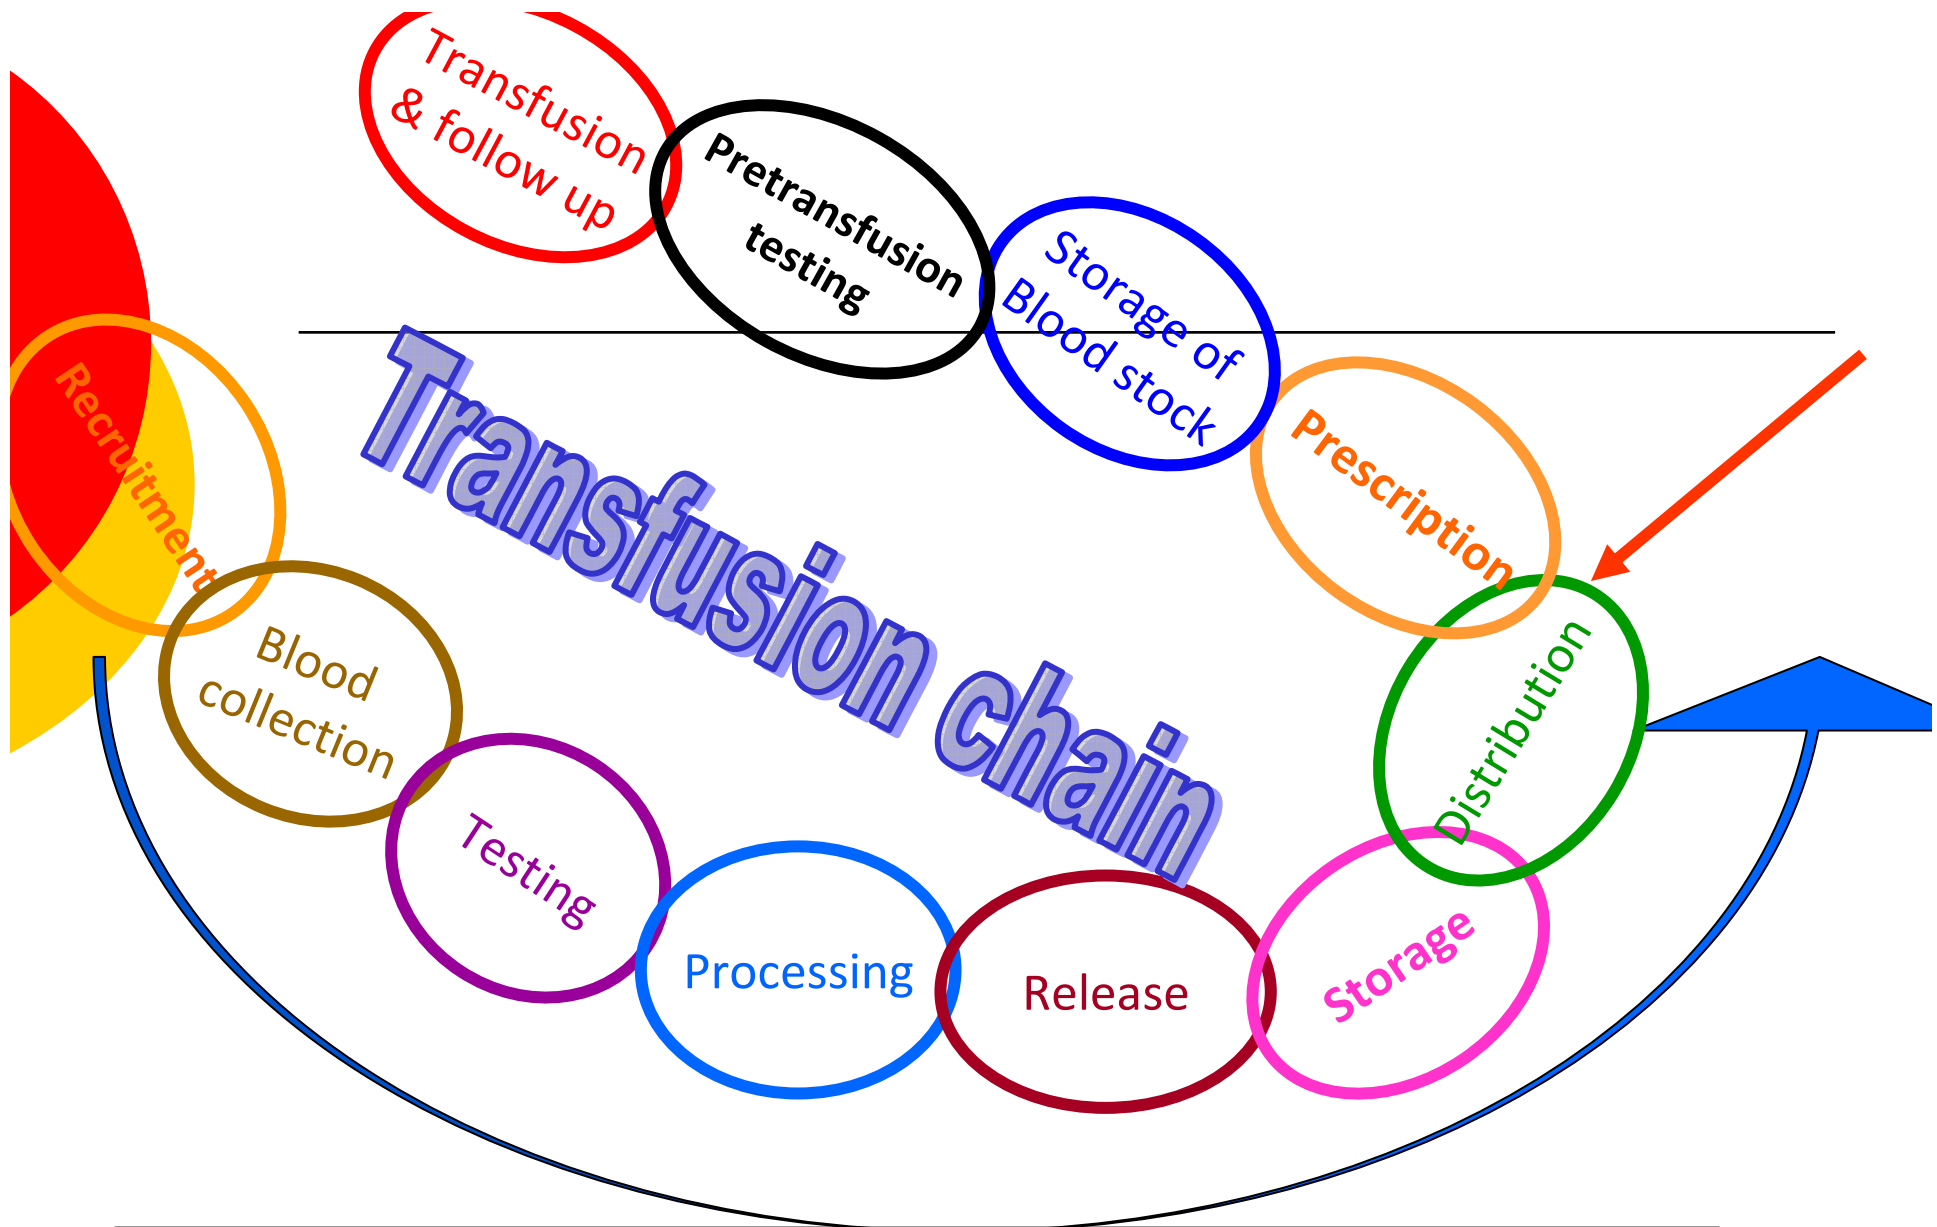 Transfusion
& follow up
Pretransfusion
testing
Storage of
Blood stock
Prescription
Recruitment
Transfusion chain
Blood
collection
Distribution
Testing
Processing
Release
Storage